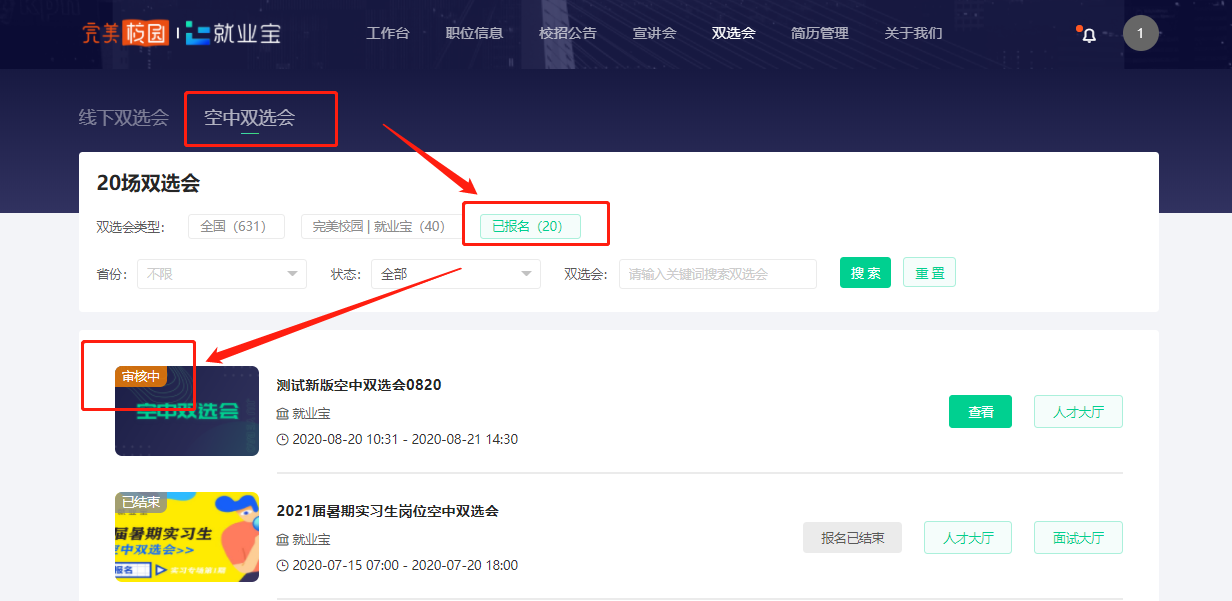 完美校园 | 就业宝 工作台 职位信息 校招公告 宣讲会 双选会 简历管理 关于我们 1
线下双选会 空中双选会
20场双选会
双选会类型: 全国（631） 完美校园 | 就业宝（40） 已报名（20）
省份: 不限 状态: 全部 双选会: 请输入关键词搜索双选会 搜 索 重 置
审核中
空中双选会
测试新版空中双选会0820
就业宝
2020-08-20 10:31 - 2020-08-21 14:30
查看 人才大厅
已结束
届暑期实习生
空中双选会>>
报名
2021届暑期实习生岗位空中双选会
就业宝
2020-07-15 07:00 - 2020-07-20 18:00
报名已结束 人才大厅 面试大厅